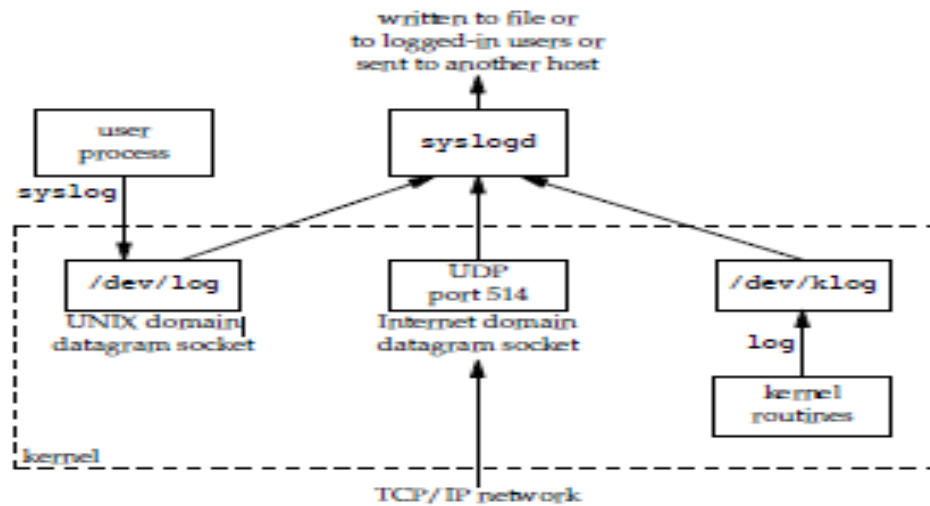 written to file or
to logged-in users or
sent to another host
user
process
syslogd
syslog
/dev/log
UDP
port 514
/dev/klog
UNIX domain
datagram socket
Internet domain
datagram socket
log
kernel
routines
kernel
TCP/IP network